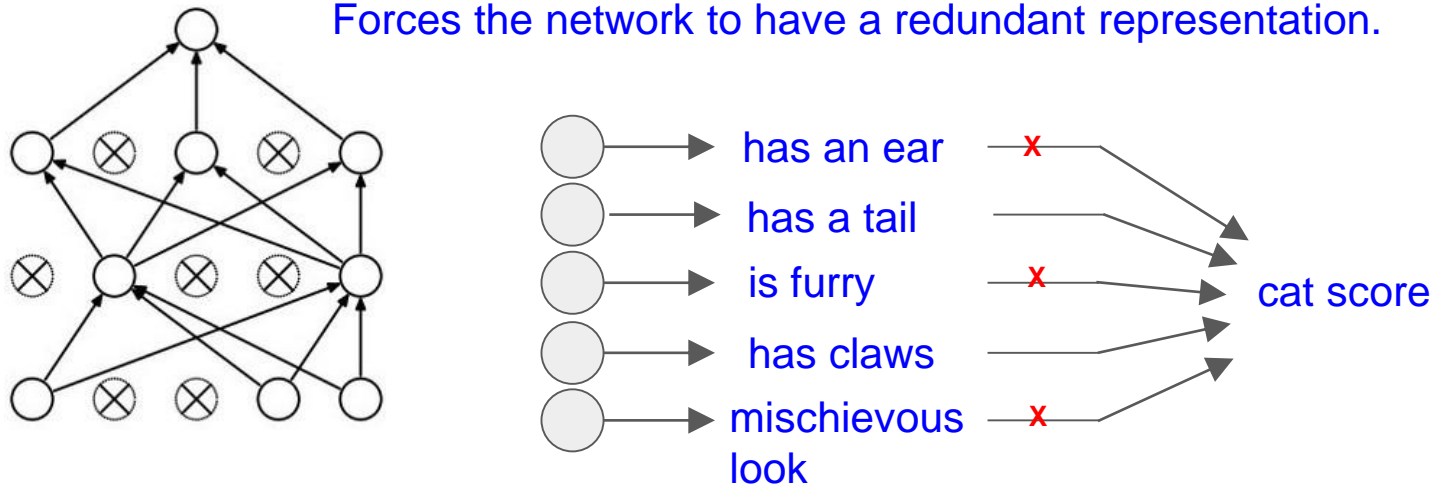 Forces the network to have a redundant representation.
has an ear
X
has a tail
is furry
X
cat score
has claws
mischievous
look
X